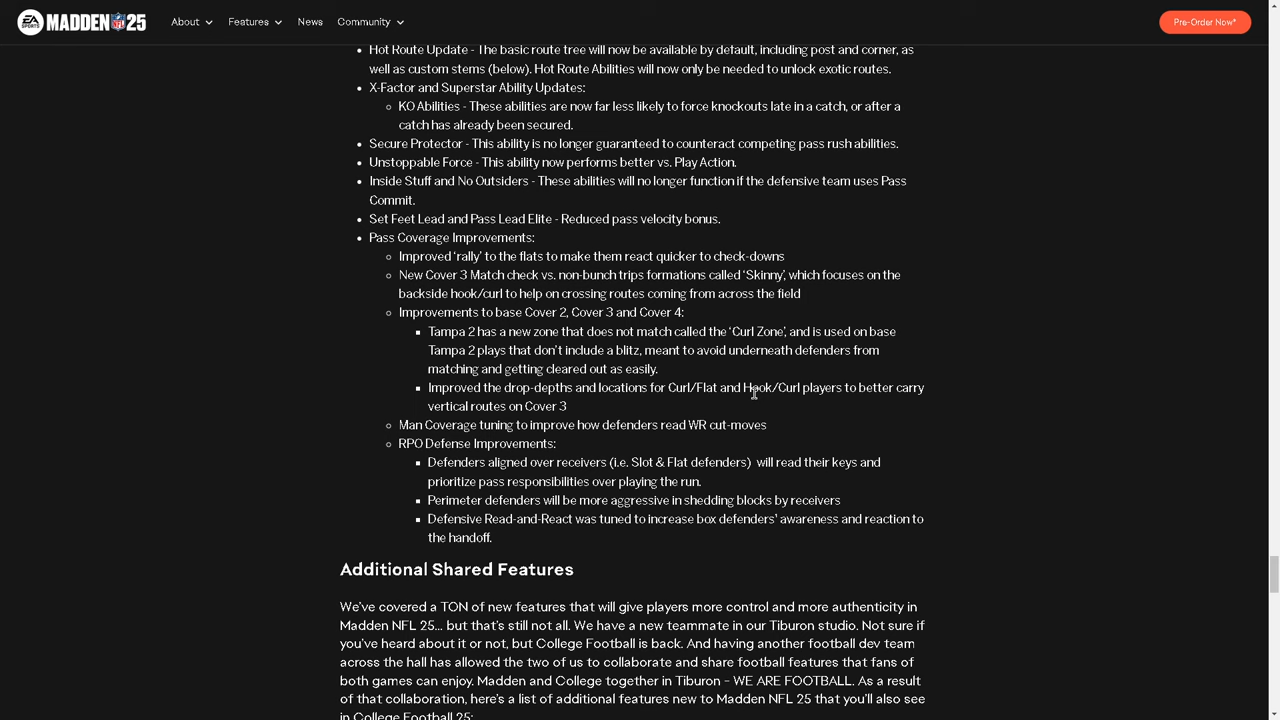 EA SPORTS MADDEN NFL 25
About
Features
News
Community
Pre-Order Now*
Hot Route Update - The basic route tree will now be available by default, including post and corner, as
well as custom stems (below). Hot Route Abilities will now only be needed to unlock exotic routes.
X-Factor and Superstar Ability Updates:
KO Abilities - These abilities are now far less likely to force knockouts late in a catch, or after a
catch has already been secured.
Secure Protector - This ability is no longer guaranteed to counteract competing pass rush abilities.
Unstoppable Force - This ability now performs better vs. Play Action.
Inside Stuff and No Outsiders - These abilities will no longer function if the defensive team uses Pass
Commit.
Set Feet Lead and Pass Lead Elite - Reduced pass velocity bonus.
Pass Coverage Improvements:
Improved ‘rally’ to the flats to make them react quicker to check-downs
New Cover 3 Match check vs. non-bunch trips formations called ‘Skinny’, which focuses on the
backside hook/curl to help on crossing routes coming from across the field
Improvements to base Cover 2, Cover 3 and Cover 4:
Tampa 2 has a new zone that does not match called the ‘Curl Zone’, and is used on base
Tampa 2 plays that don’t include a blitz, meant to avoid underneath defenders from
matching and getting cleared out as easily.
Improved the drop-depths and locations for Curl/Flat and Hook/Curl players to better carry
vertical routes on Cover 3
Man Coverage tuning to improve how defenders read WR cut-moves
RPO Defense Improvements:
Defenders aligned over receivers (i.e. Slot & Flat defenders)  will read their keys and
prioritize pass responsibilities over playing the run.
Perimeter defenders will be more aggressive in shedding blocks by receivers
Defensive Read-and-React was tuned to increase box defenders’ awareness and reaction to
the handoff.
Additional Shared Features
We’ve covered a TON of new features that will give players more control and more authenticity in
Madden NFL 25… but that’s still not all. We have a new teammate in our Tiburon studio. Not sure if
you’ve heard about it or not, but College Football is back. And having another football dev team
across the hall has allowed the two of us to collaborate and share football features that fans of
both games can enjoy. Madden and College together in Tiburon - WE ARE FOOTBALL. As a result
of that collaboration, here’s a list of additional features new to Madden NFL 25 that you’ll also see
in College Football 25: